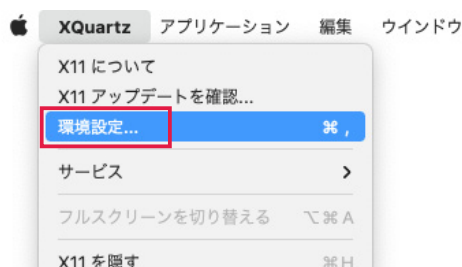 XQuartz アプリケーション 編集 ウインドウ
X11 について
X11 アップデートを確認...
環境設定... ⌘ ,
サービス >
フルスクリーンを切り替える ⌥⌘A
X11 を隠す ⌘H